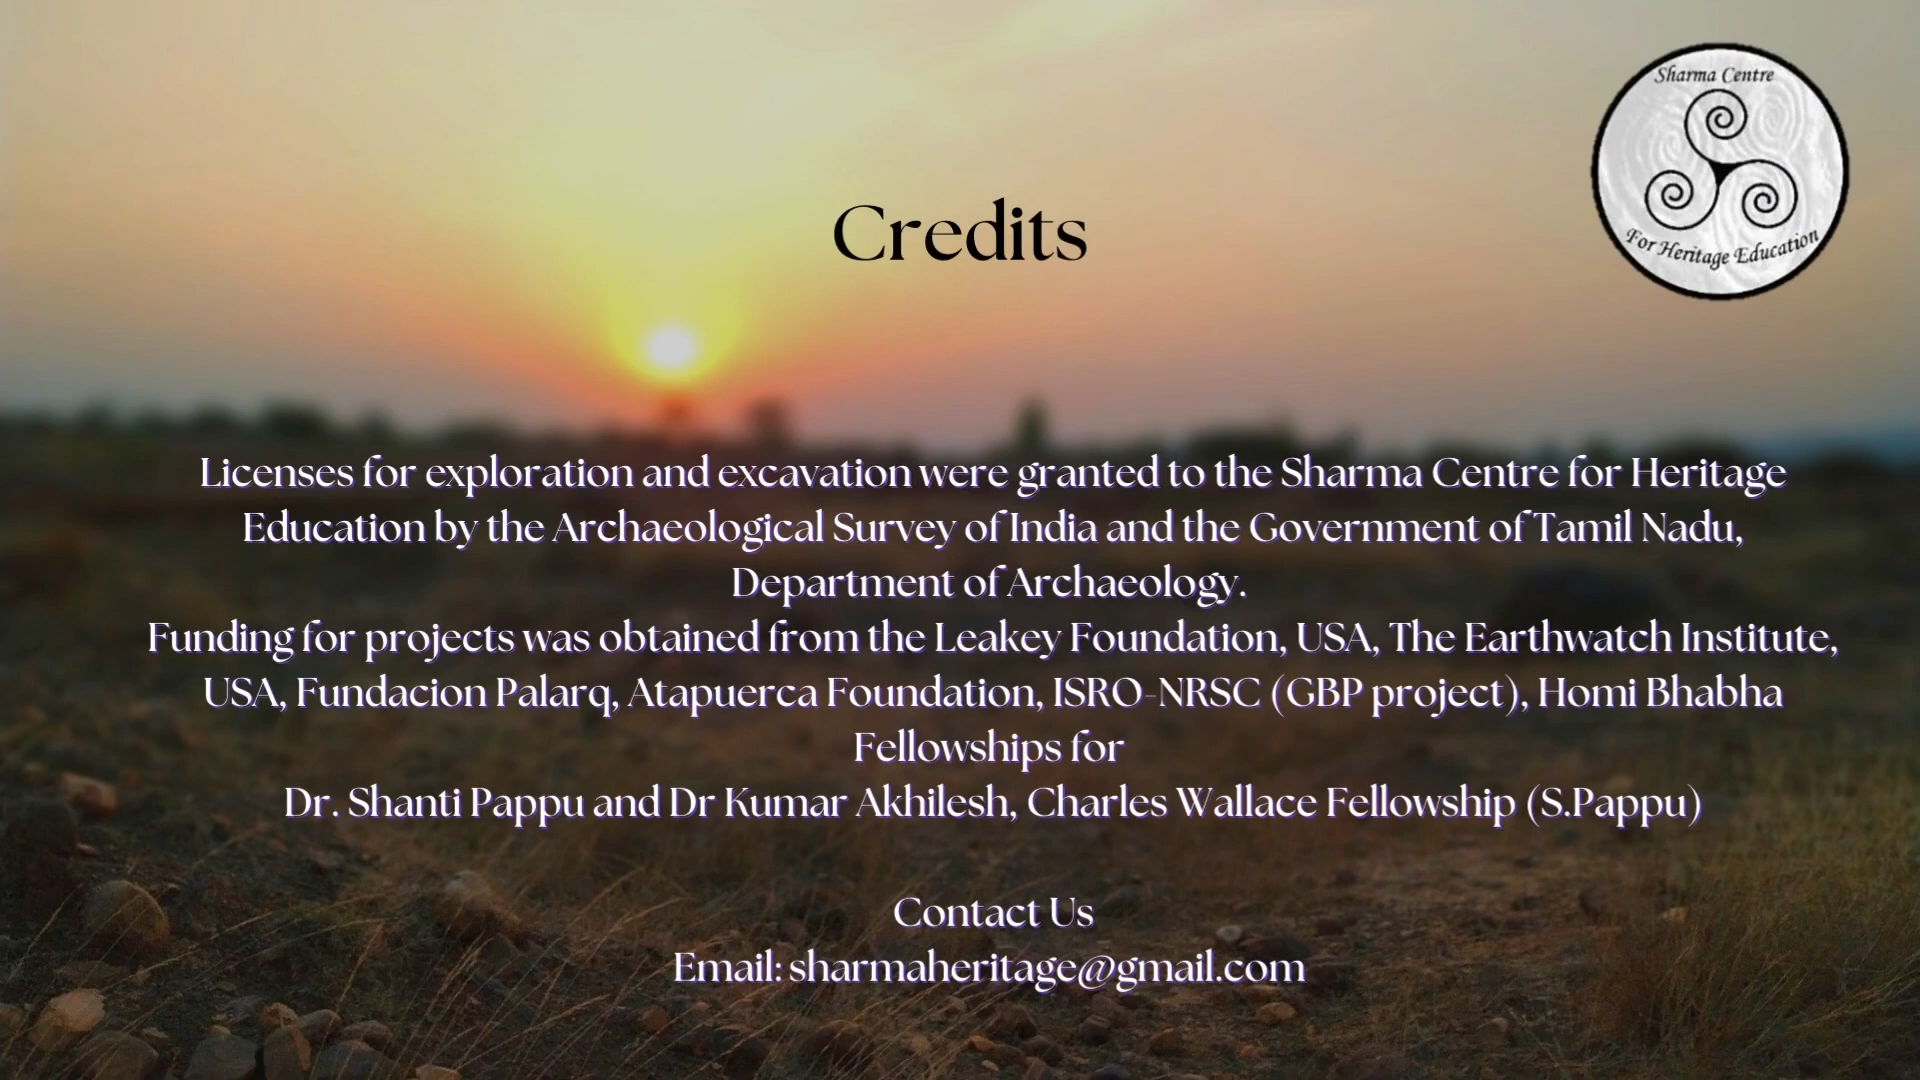 Sharma Centre
For Heritage Education
Credits
Licenses for exploration and excavation were granted to the Sharma Centre for Heritage
Education by the Archaeological Survey of India and the Government of Tamil Nadu,
Department of Archaeology.
Funding for projects was obtained from the Leakey Foundation, USA, The Earthwatch Institute,
USA, Fundacion Palarq, Atapuerca Foundation, ISRO-NRSC (GBP project), Homi Bhabha
Fellowships for
Dr. Shanti Pappu and Dr Kumar Akhilesh, Charles Wallace Fellowship (S.Pappu)
Contact Us
Email: sharmaheritage@gmail.com